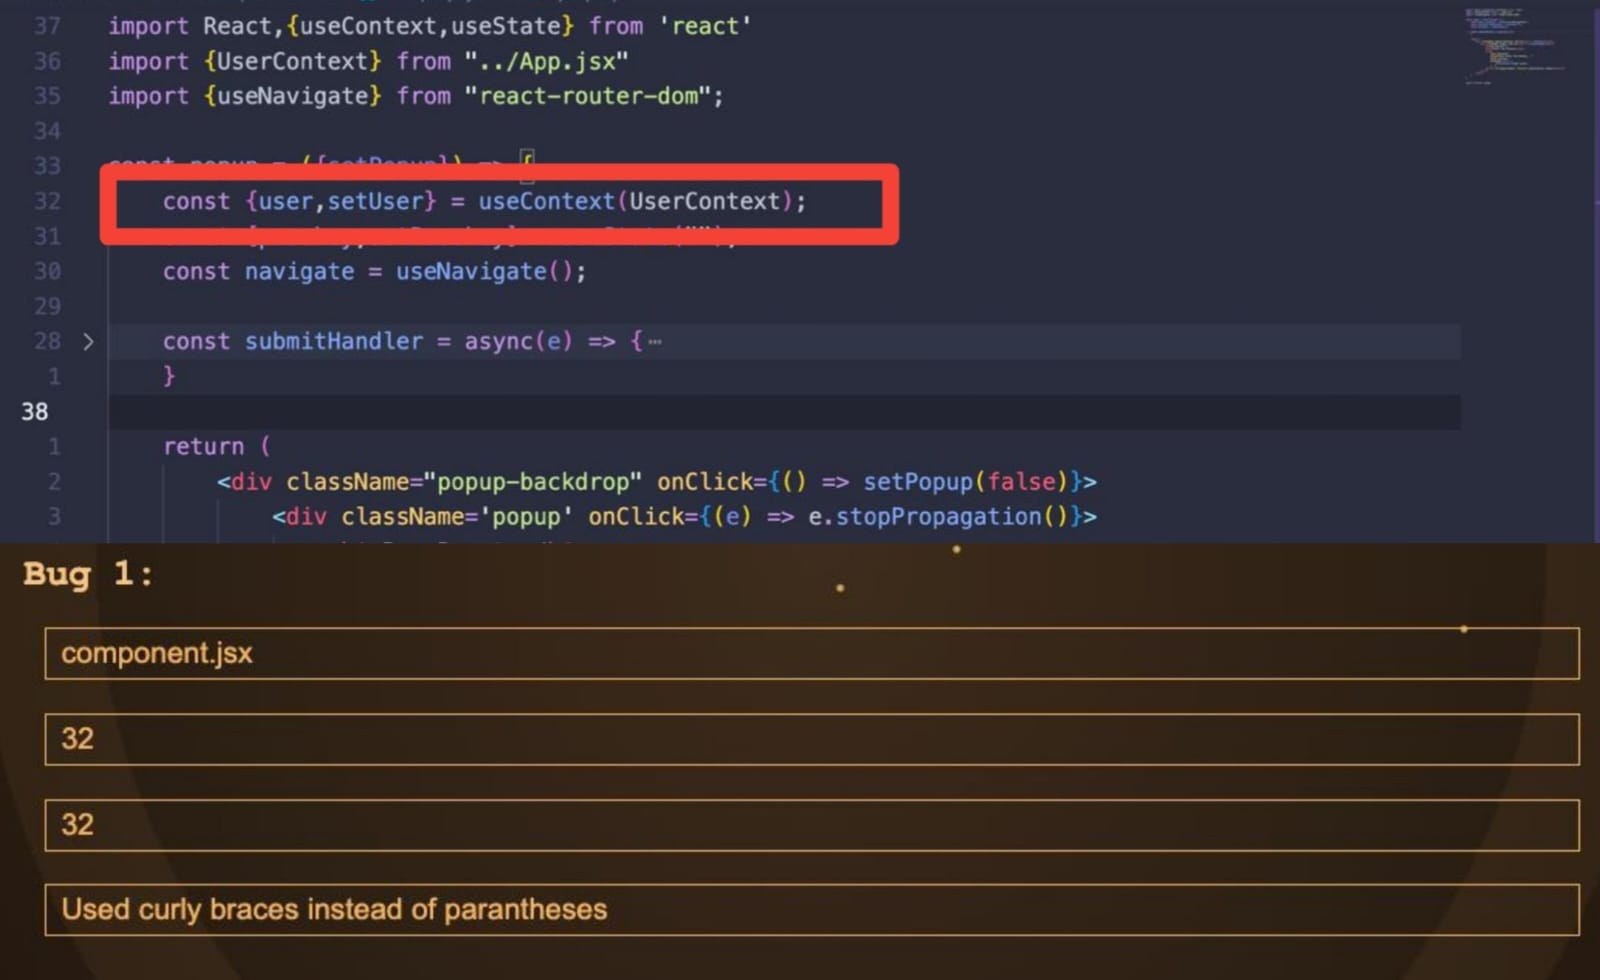 37 import React,{useContext,useState} from 'react'
36 import {UserContext} from "../App.jsx"
35 import {useNavigate} from "react-router-dom";
34
33 const popup = ({setPopup}) => {
32 const {user,setUser} = useContext(UserContext);
31
30 const navigate = useNavigate();
29
28 const submitHandler = async(e) => {⋯
1 }
38
1 return (
2 <div className="popup-backdrop" onClick={() => setPopup(false)}>
3 <div className='popup' onClick={(e) => e.stopPropagation()}>
Bug 1:
component.jsx
32
32
Used curly braces instead of parantheses